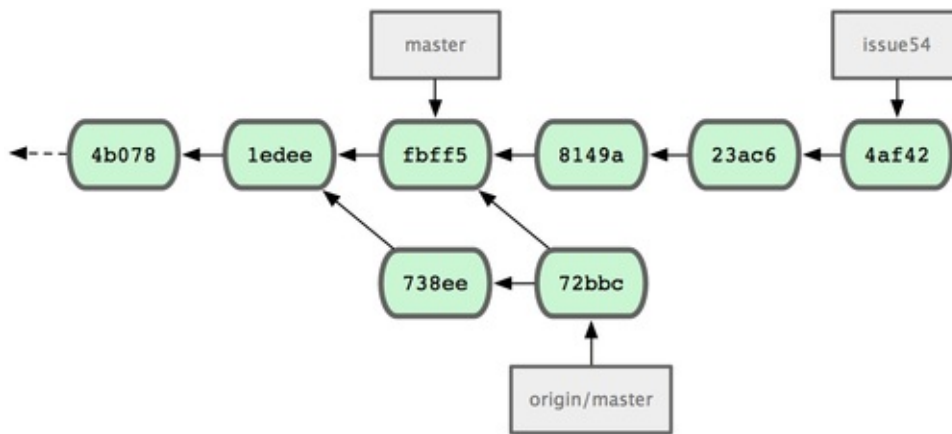 master
issue54
4b078
1edee
fbff5
8149a
23ac6
4af42
738ee
72bbc
origin/master